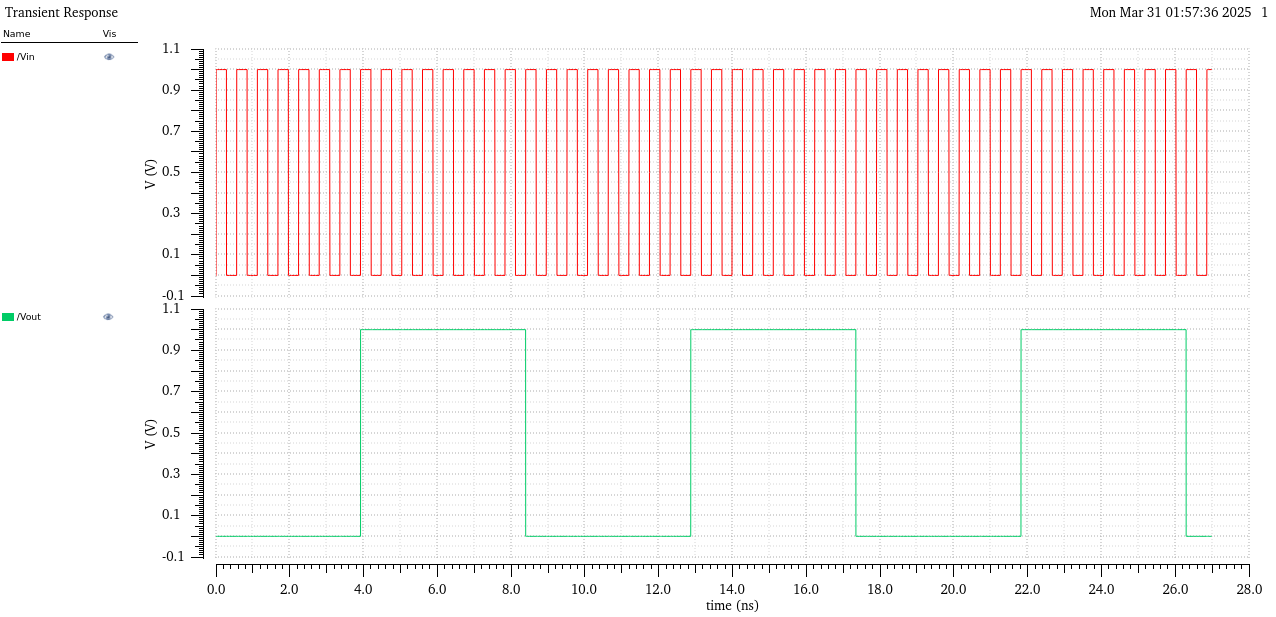 Transient Response
Mon Mar 31 01:57:36 2025 1
Name Vis
/Vin
1.1
0.9
0.7
0.5
0.3
0.1
-0.1
V (V)
/Vout
1.1
0.9
0.7
0.5
0.3
0.1
-0.1
V (V)
0.0 2.0 4.0 6.0 8.0 10.0 12.0 14.0 16.0 18.0 20.0 22.0 24.0 26.0 28.0
time (ns)